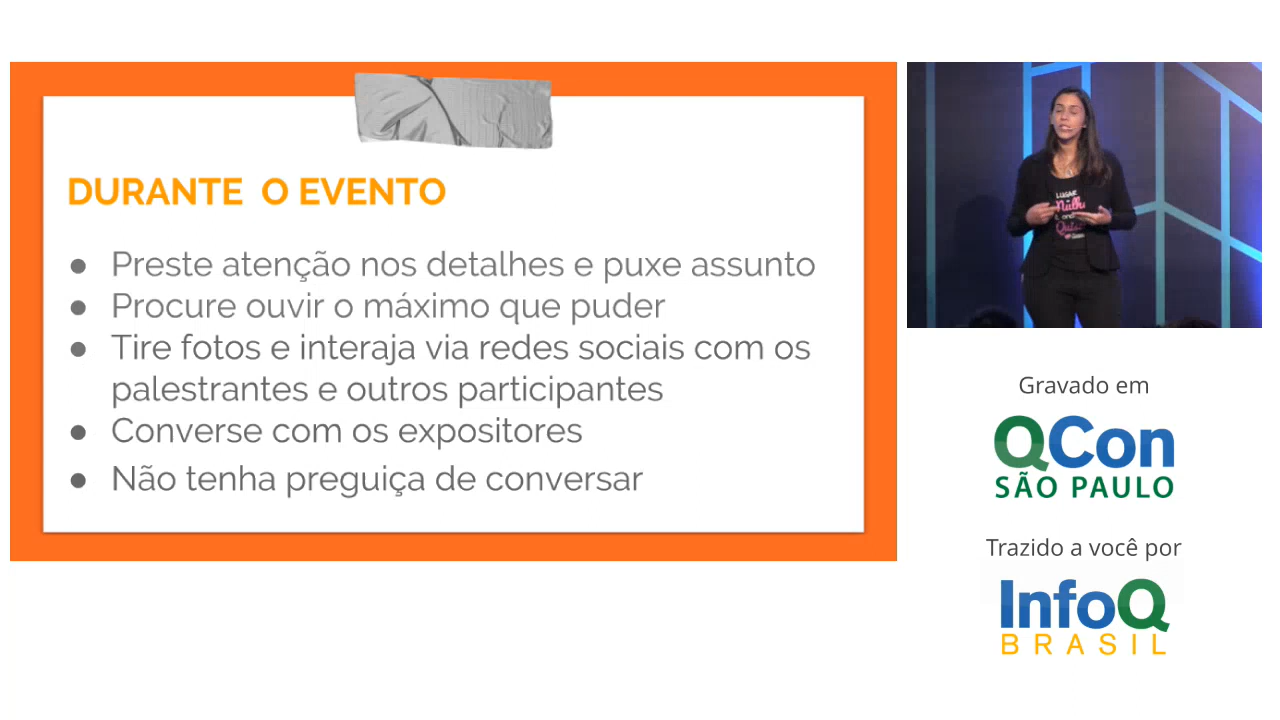 DURANTE O EVENTO
● Preste atenção nos detalhes e puxe assunto
● Procure ouvir o máximo que puder
● Tire fotos e interaja via redes sociais com os
palestrantes e outros participantes
● Converse com os expositores
● Não tenha preguiça de conversar
LUGAR
Gravado em
QCon
SÃO PAULO
Trazido a você por
InfoQ
BRASIL